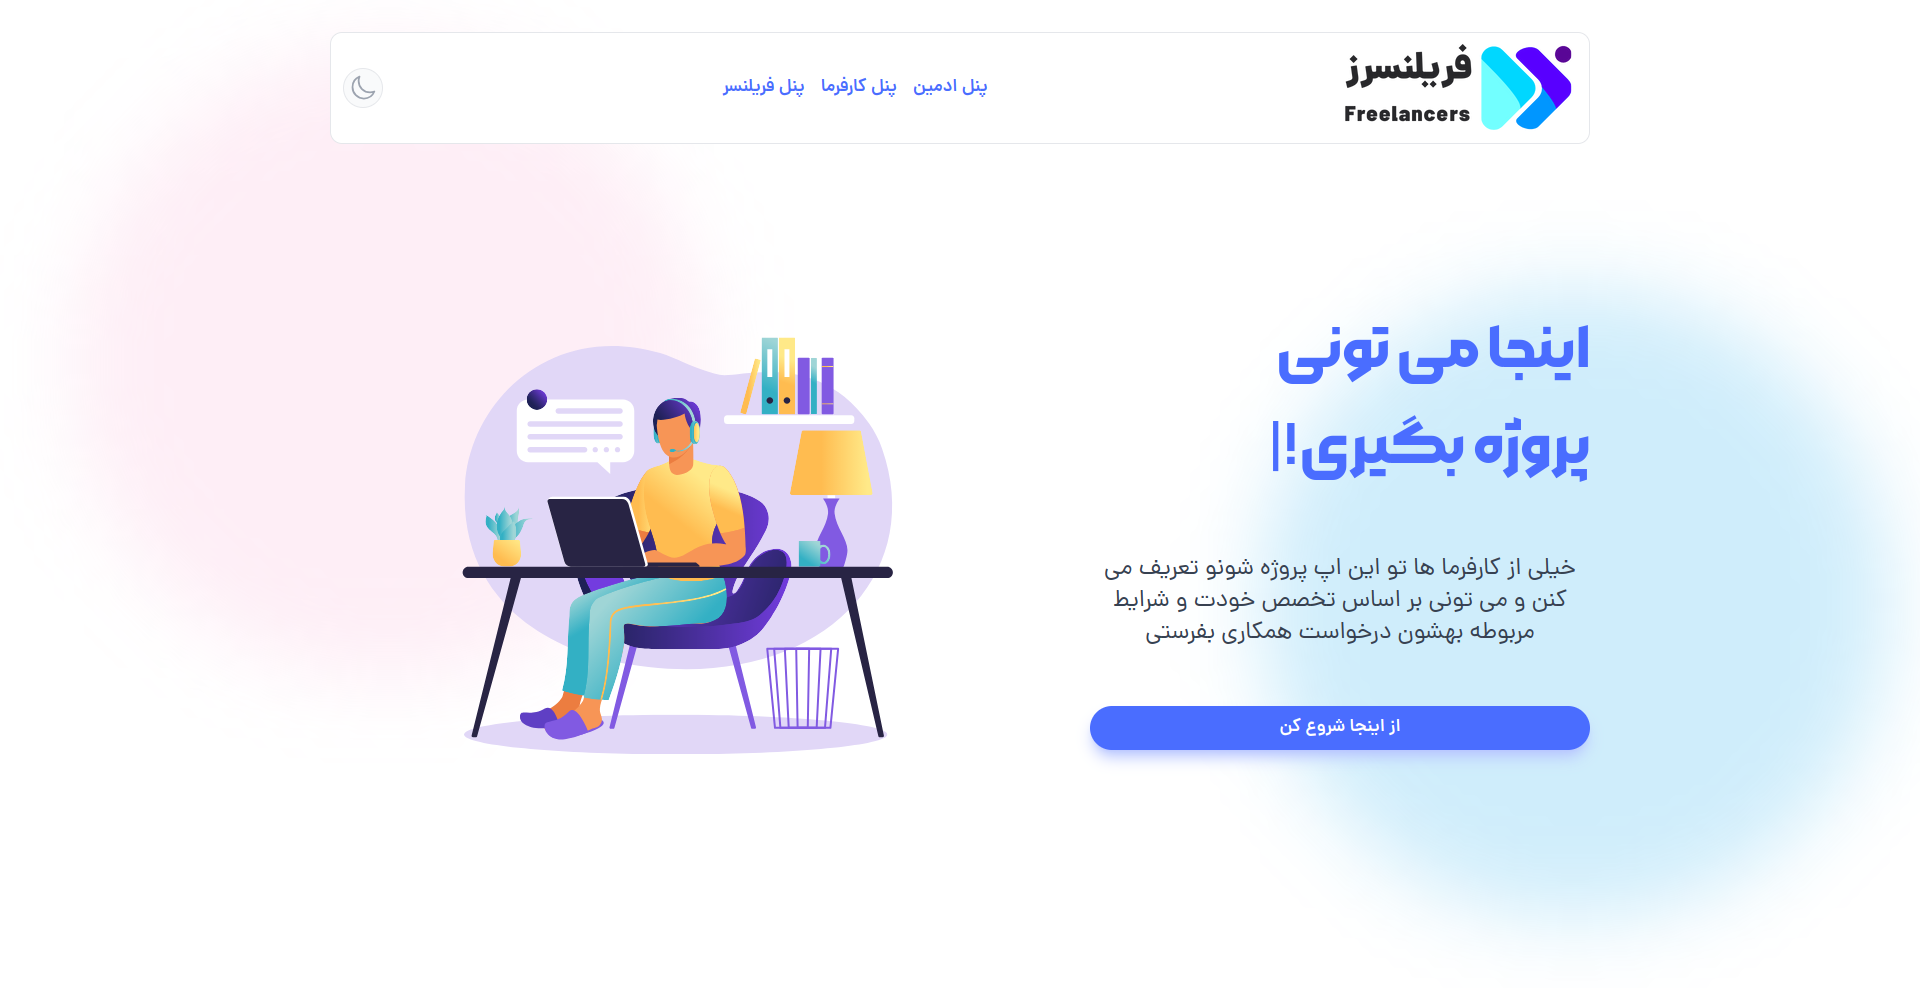 فریلنسرز
Freelancers
پنل ادمین
پنل کارفرما
پنل فریلنسر
اینجا می تونی
پروژه بگیری!|
خیلی از کارفرما ها تو این اپ پروژه شونو تعریف می
کنن و می تونی بر اساس تخصص خودت و شرایط
مربوطه بهشون درخواست همکاری بفرستی
از اینجا شروع کن